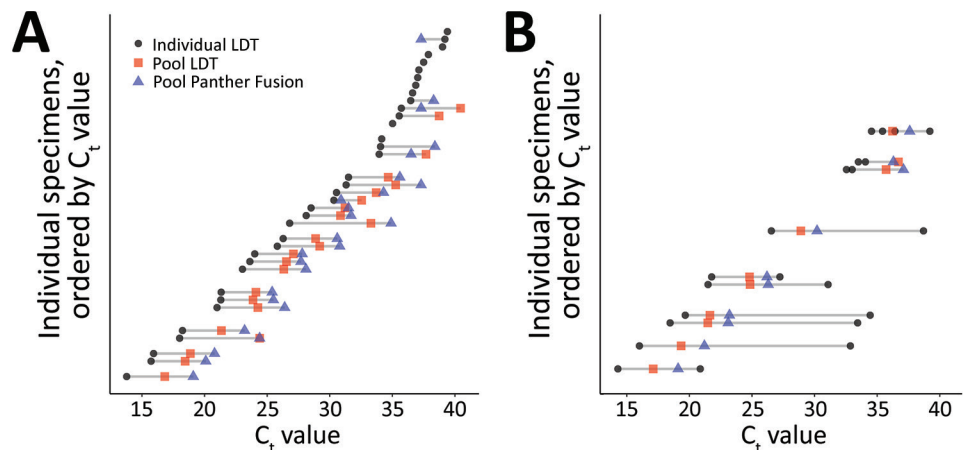 A
Individual specimens,
ordered by Ct value
Individual LDT
Pool LDT
Pool Panther Fusion
15 20 25 30 35 40
Ct value
B
Individual specimens,
ordered by Ct value
15 20 25 30 35 40
Ct value